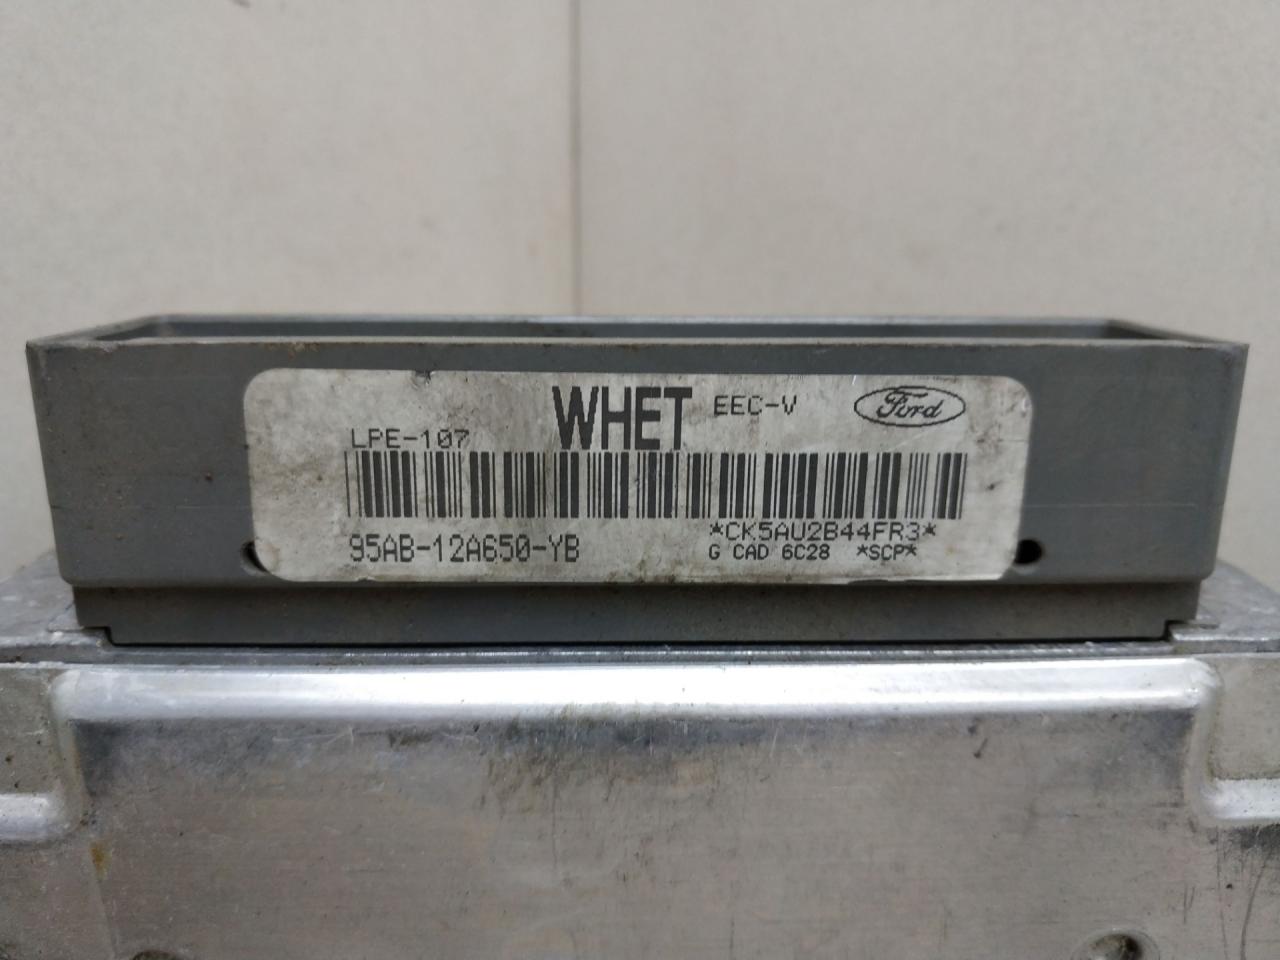 WHET EEC-V Ford
LPE-107
*CK5AU2B44FR3*
95AB-12A650-YB G CAD 6C28 *SCP*